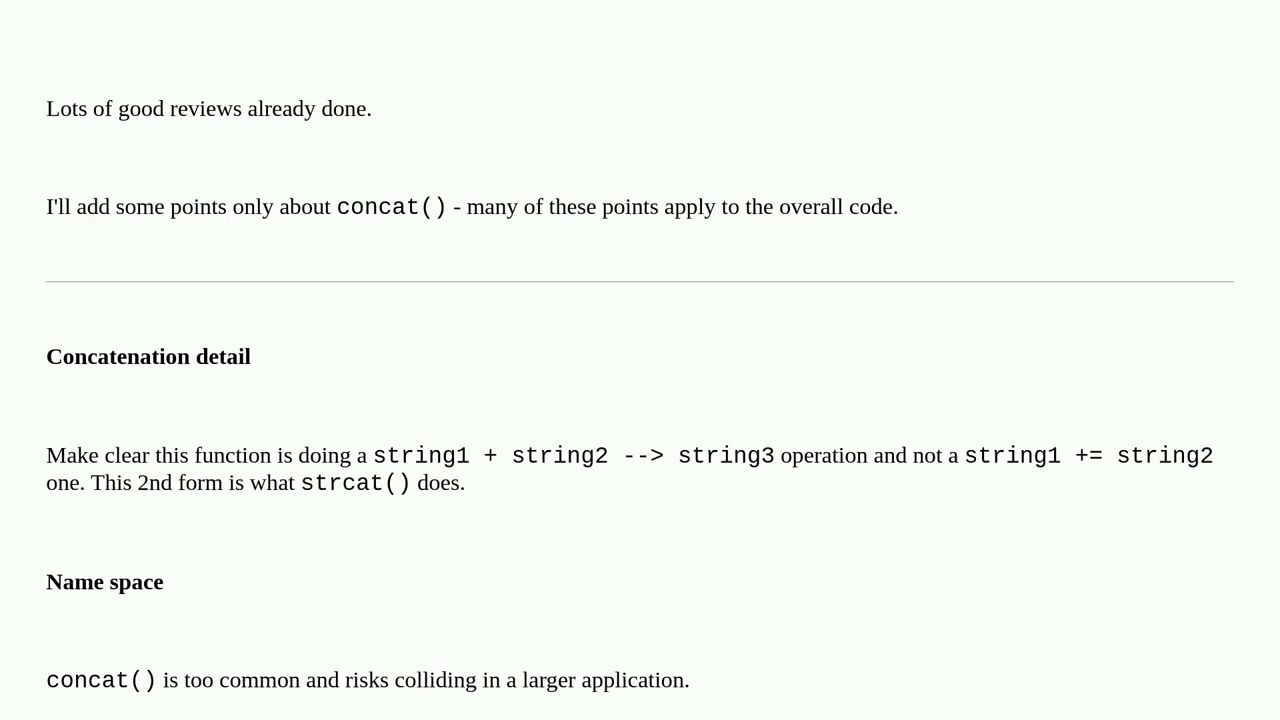 Lots of good reviews already done.
I'll add some points only about concat() - many of these points apply to the overall code.
Concatenation detail
Make clear this function is doing a string1 + string2 --> string3 operation and not a string1 += string2
one. This 2nd form is what strcat() does.
Name space
concat() is too common and risks colliding in a larger application.